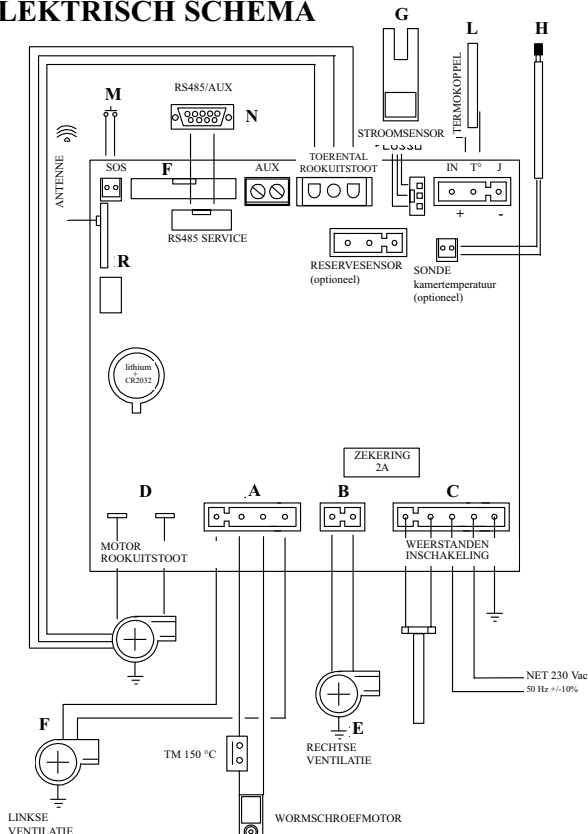 LEKTRISCH SCHEMA
G
L
H
M
RS485/AUX
N
TERMOKOPPEL
STROOMSENSOR
ANTENNE
SOS
F
AUX
TOERENTAL
ROOKUITSTOOT
IN T° J
+ -
RS485 SERVICE
R
RESERVESENSOR
(optioneel)
SONDE
kamertemperatuur
(optioneel)
lithium
+
CR2032
ZEKERING
2A
D
A
B
C
MOTOR
ROOKUITSTOOT
WEERSTANDEN
INSCHAKELING
NET 230 Vac
50 Hz +/-10%
F
E
TM 150 °C
RECHTSE
VENTILATIE
LINKSE
VENTILATIE
WORMSCHROEFMOTOR